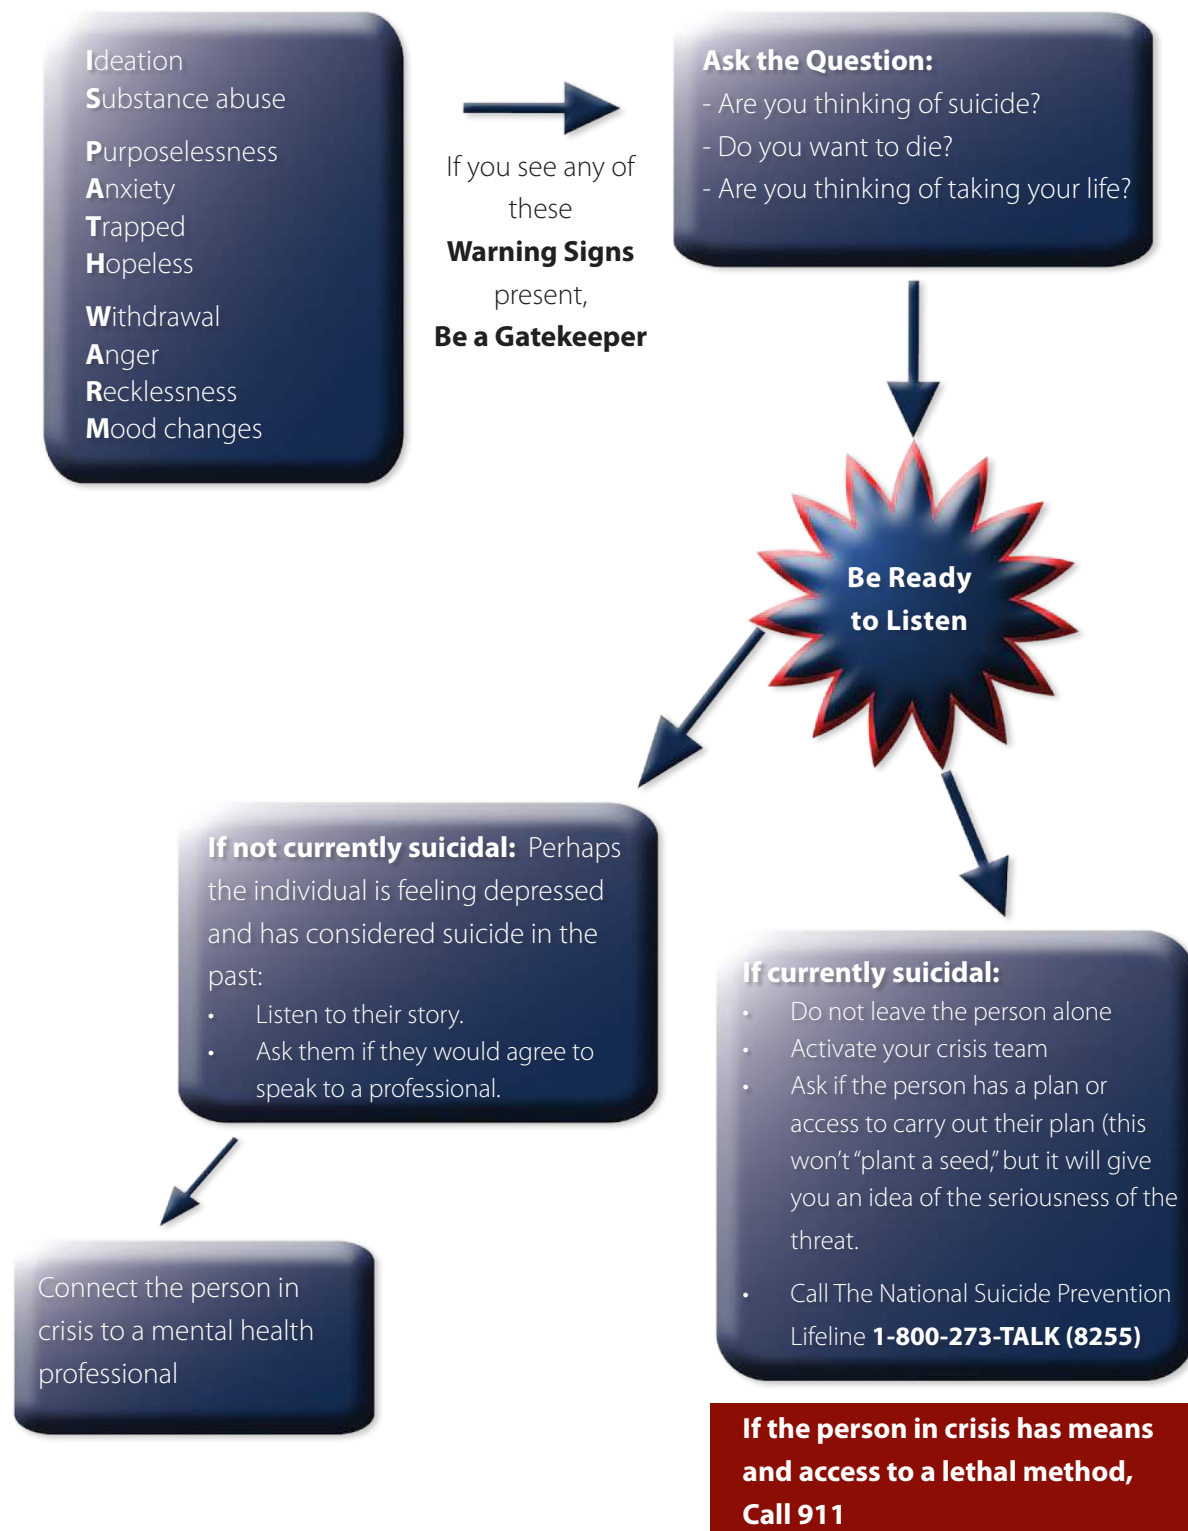 Ideation
Substance abuse
Purposelessness
Anxiety
Trapped
Hopeless
Withdrawal
Anger
Recklessness
Mood changes
If you see any of
these
Warning Signs
present,
Be a Gatekeeper
Ask the Question:
- Are you thinking of suicide?
- Do you want to die?
- Are you thinking of taking your life?
Be Ready
to Listen
If not currently suicidal: Perhaps
the individual is feeling depressed
and has considered suicide in the
past:
• Listen to their story.
• Ask them if they would agree to
speak to a professional.
Connect the person in
crisis to a mental health
professional
If currently suicidal:
• Do not leave the person alone
• Activate your crisis team
• Ask if the person has a plan or
access to carry out their plan (this
won't “plant a seed,” but it will give
you an idea of the seriousness of the
threat.
• Call The National Suicide Prevention
Lifeline 1-800-273-TALK (8255)
If the person in crisis has means
and access to a lethal method,
Call 911